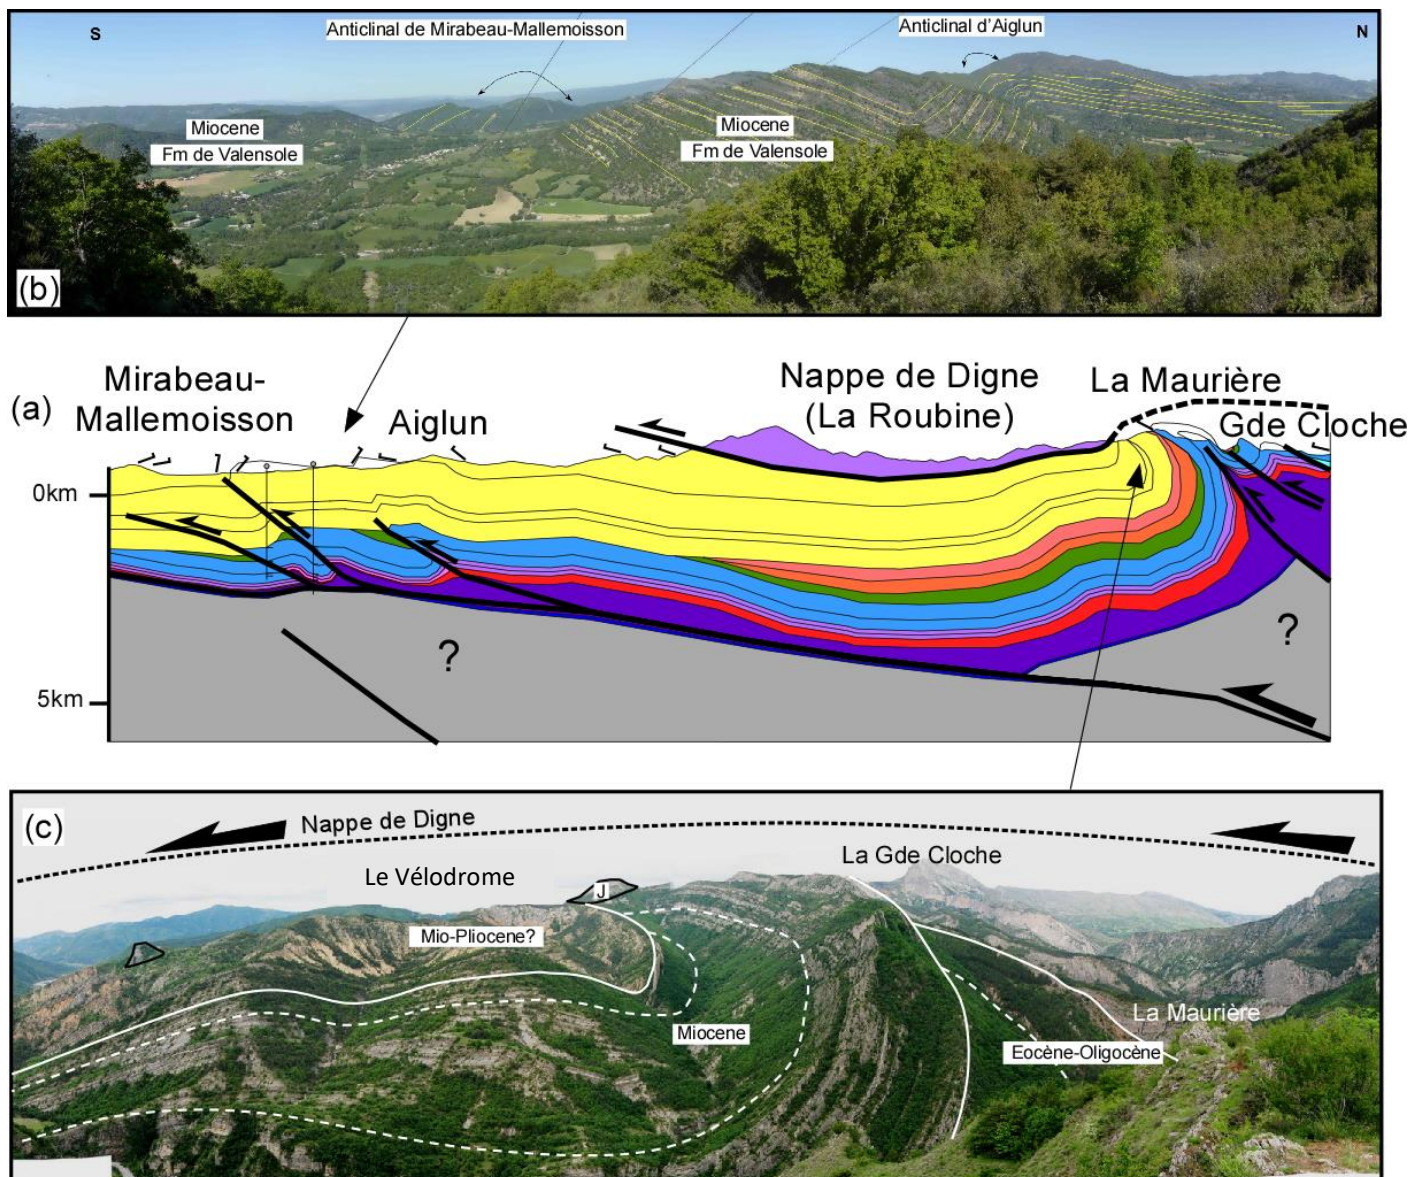 S
Anticlinal de Mirabeau-Mallemoisson
Anticlinal d'Aiglun
N
Miocene
Fm de Valensole
Miocene
Fm de Valensole
(b)
(a)
Mirabeau-
Mallemoisson
Aiglun
Nappe de Digne
(La Roubine)
La Maurière
Gde Cloche
0km
5km
?
?
(c)
Nappe de Digne
Le Vélodrome
La Gde Cloche
J
Mio-Pliocene?
Miocene
La Maurière
Eocène-Oligocène